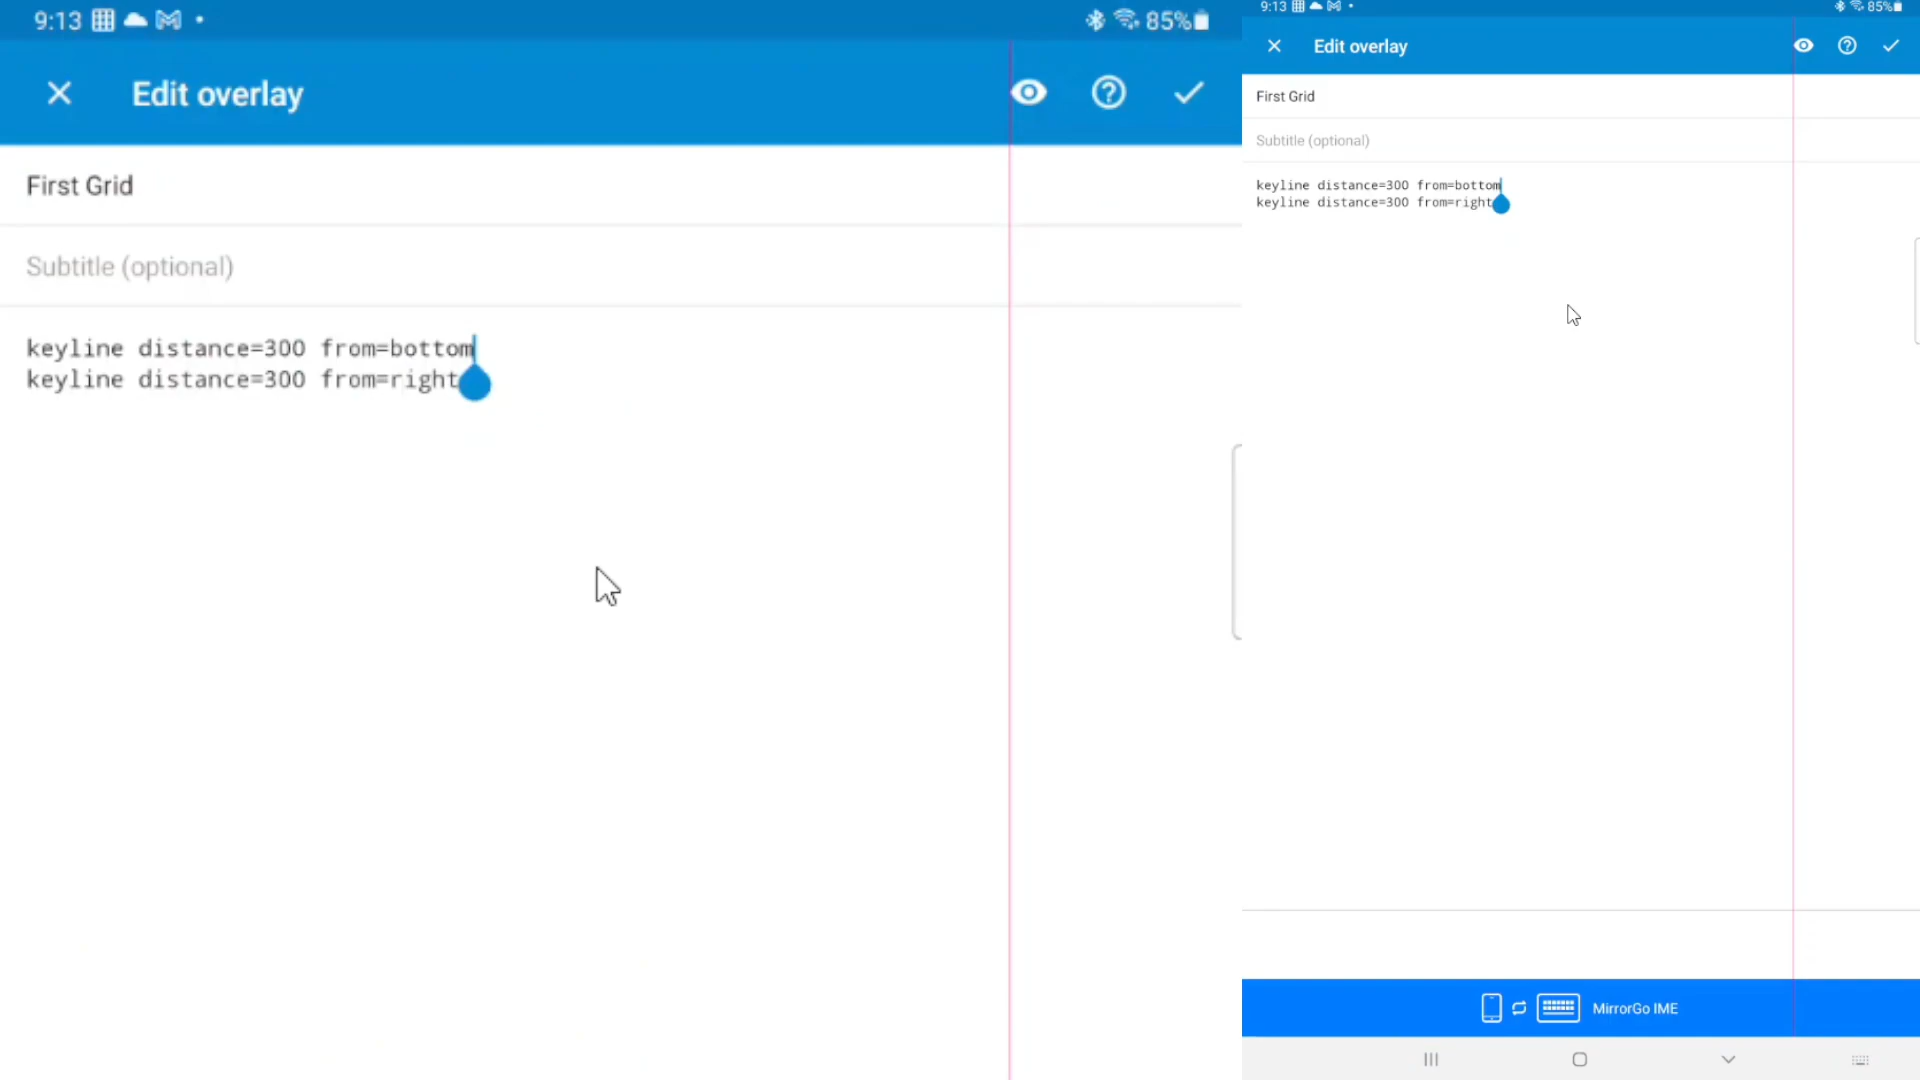 9:13
85%
Edit overlay
First Grid
Subtitle (optional)
keyline distance=300 from=bottom
keyline distance=300 from=right
9:13
85%
Edit overlay
First Grid
Subtitle (optional)
keyline distance=300 from=bottom
keyline distance=300 from=right
MirrorGo IME